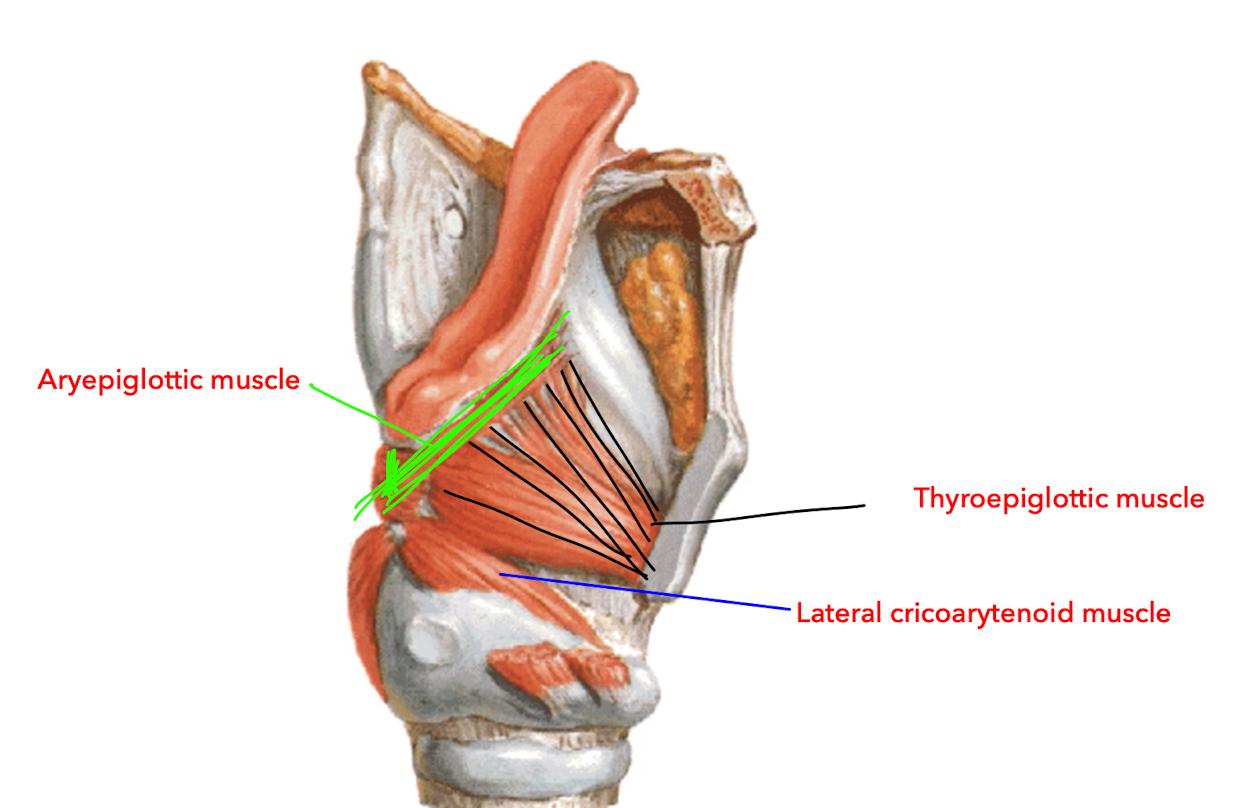 Aryepiglottic muscle
Thyroepiglottic muscle
Lateral cricoarytenoid muscle